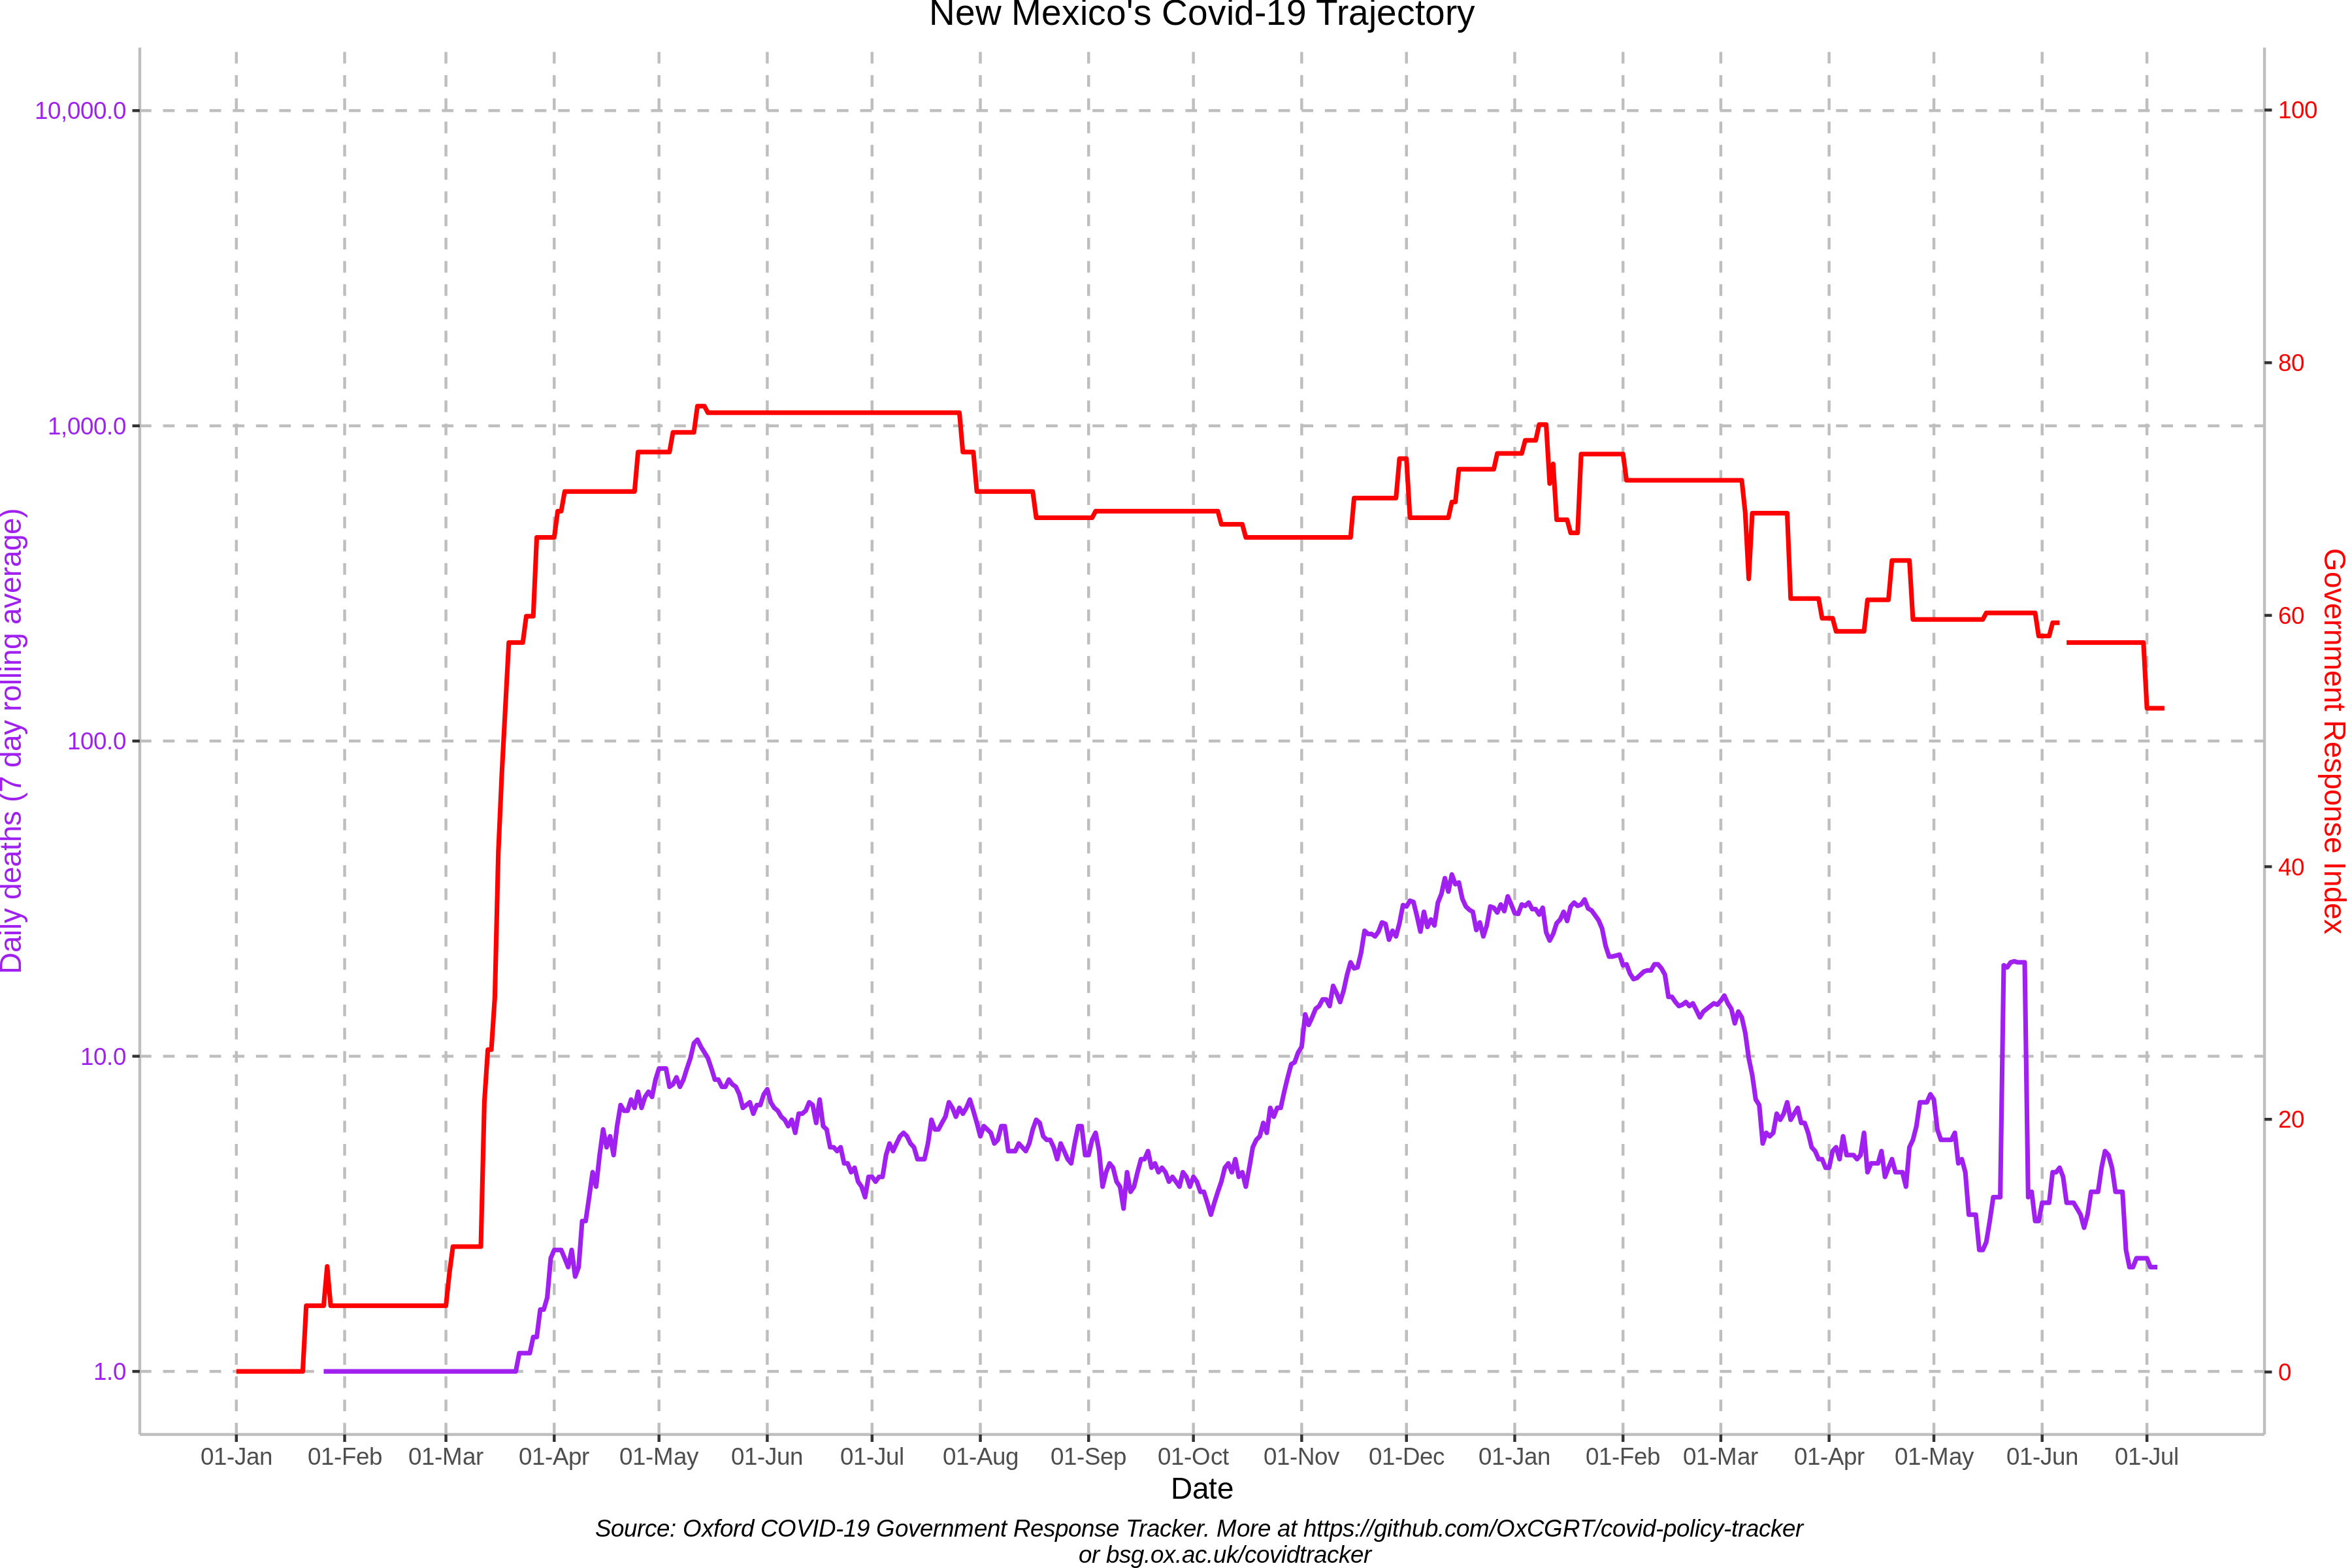 New Mexico's Covid-19 Trajectory
10,000.0
1,000.0
100.0
10.0
1.0
Daily deaths (7 day rolling average)
100
80
60
40
20
0
Government Response Index
01-Jan 01-Feb 01-Mar 01-Apr 01-May 01-Jun 01-Jul 01-Aug 01-Sep 01-Oct 01-Nov 01-Dec 01-Jan 01-Feb 01-Mar 01-Apr 01-May 01-Jun 01-Jul
Date
Source: Oxford COVID-19 Government Response Tracker. More at https://github.com/OxCGRT/covid-policy-tracker
or bsg.ox.ac.uk/covidtracker